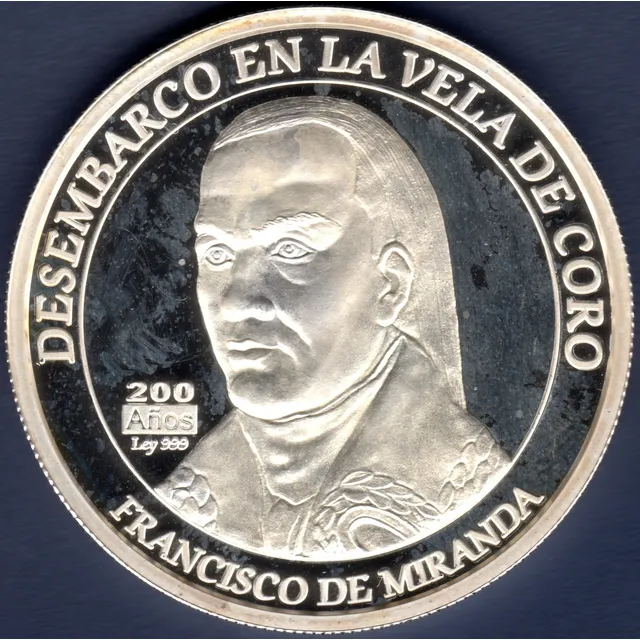 DESEMBARCO EN LA VELA DE CORO
200
Años
Ley 999
FRANCISCO DE MIRANDA